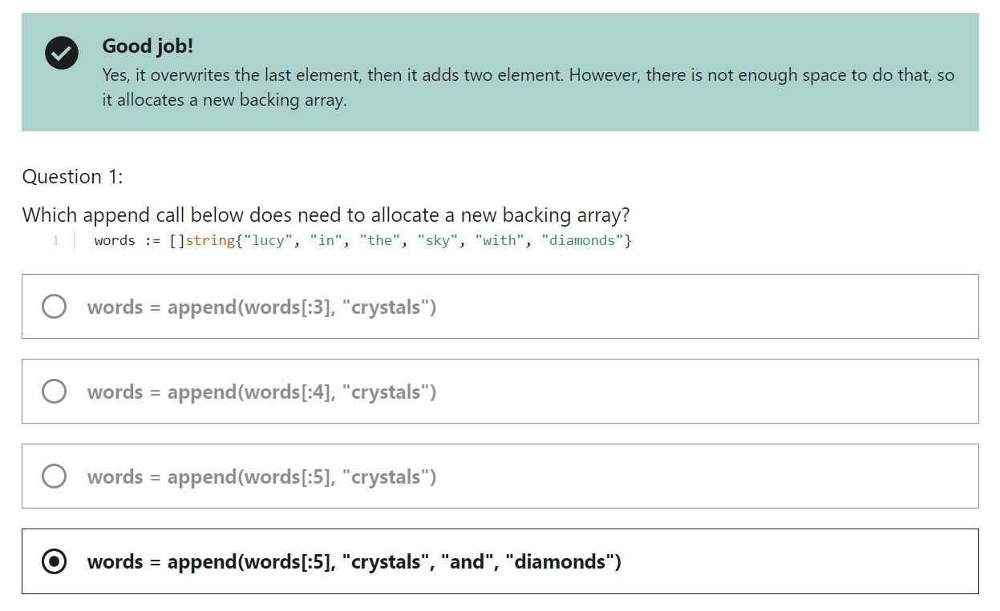 Good job!
Yes, it overwrites the last element, then it adds two element. However, there is not enough space to do that, so
it allocates a new backing array.
Question 1:
Which append call below does need to allocate a new backing array?
1 words := []string{"lucy", "in", "the", "sky", "with", "diamonds"}
words = append(words[:3], "crystals")
words = append(words[:4], "crystals")
words = append(words[:5], "crystals")
words = append(words[:5], "crystals", "and", "diamonds")